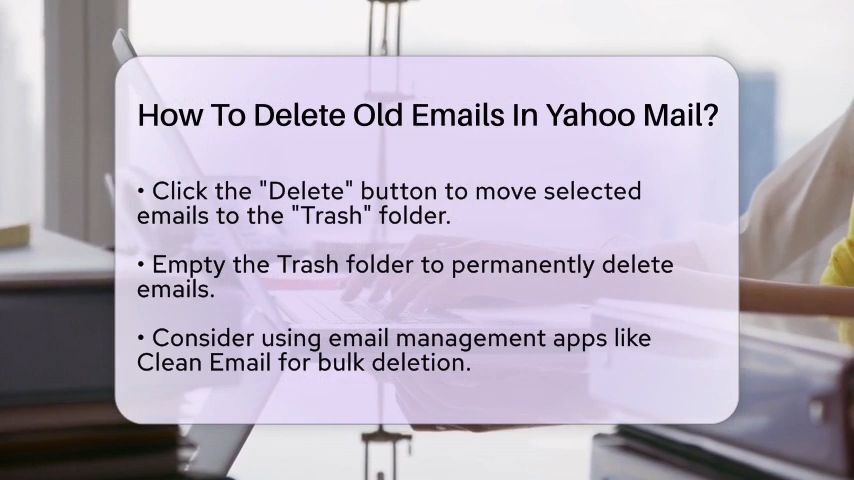 How To Delete Old Emails In Yahoo Mail?
• Click the "Delete" button to move selected
emails to the "Trash" folder.
• Empty the Trash folder to permanently delete
emails.
• Consider using email management apps like
Clean Email for bulk deletion.